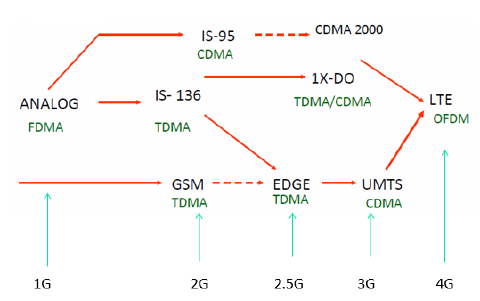 IS-95
CDMA
CDMA 2000
IS- 136
TDMA
1X-DO
TDMA/CDMA
ANALOG
FDMA
LTE
OFDM
GSM
TDMA
EDGE
TDMA
UMTS
CDMA
1G
2G
2.5G
3G
4G